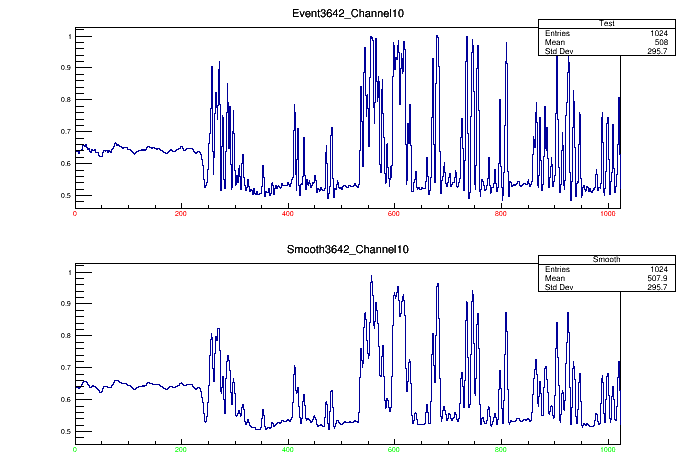 Event3642_Channel10
Test
Entries 1024
Mean 508
Std Dev 295.7
1
0.9
0.8
0.7
0.6
0.5
0 200 400 600 800 1000
Smooth3642_Channel10
Smooth
Entries 1024
Mean 507.9
Std Dev 295.7
1
0.9
0.8
0.7
0.6
0.5
0 200 400 600 800 1000